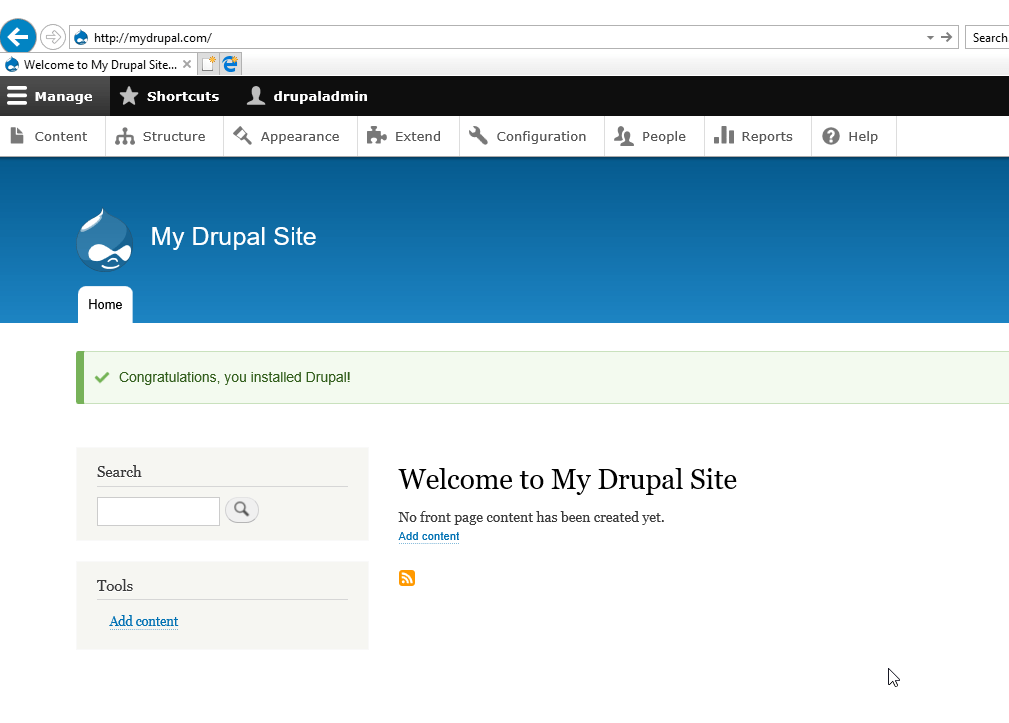 http://mydrupal.com/
Search
Welcome to My Drupal Site...
Manage Shortcuts drupaladmin
Content Structure Appearance Extend Configuration People Reports Help
My Drupal Site
Home
Congratulations, you installed Drupal!
Search
Welcome to My Drupal Site
No front page content has been created yet.
Add content
Tools
Add content